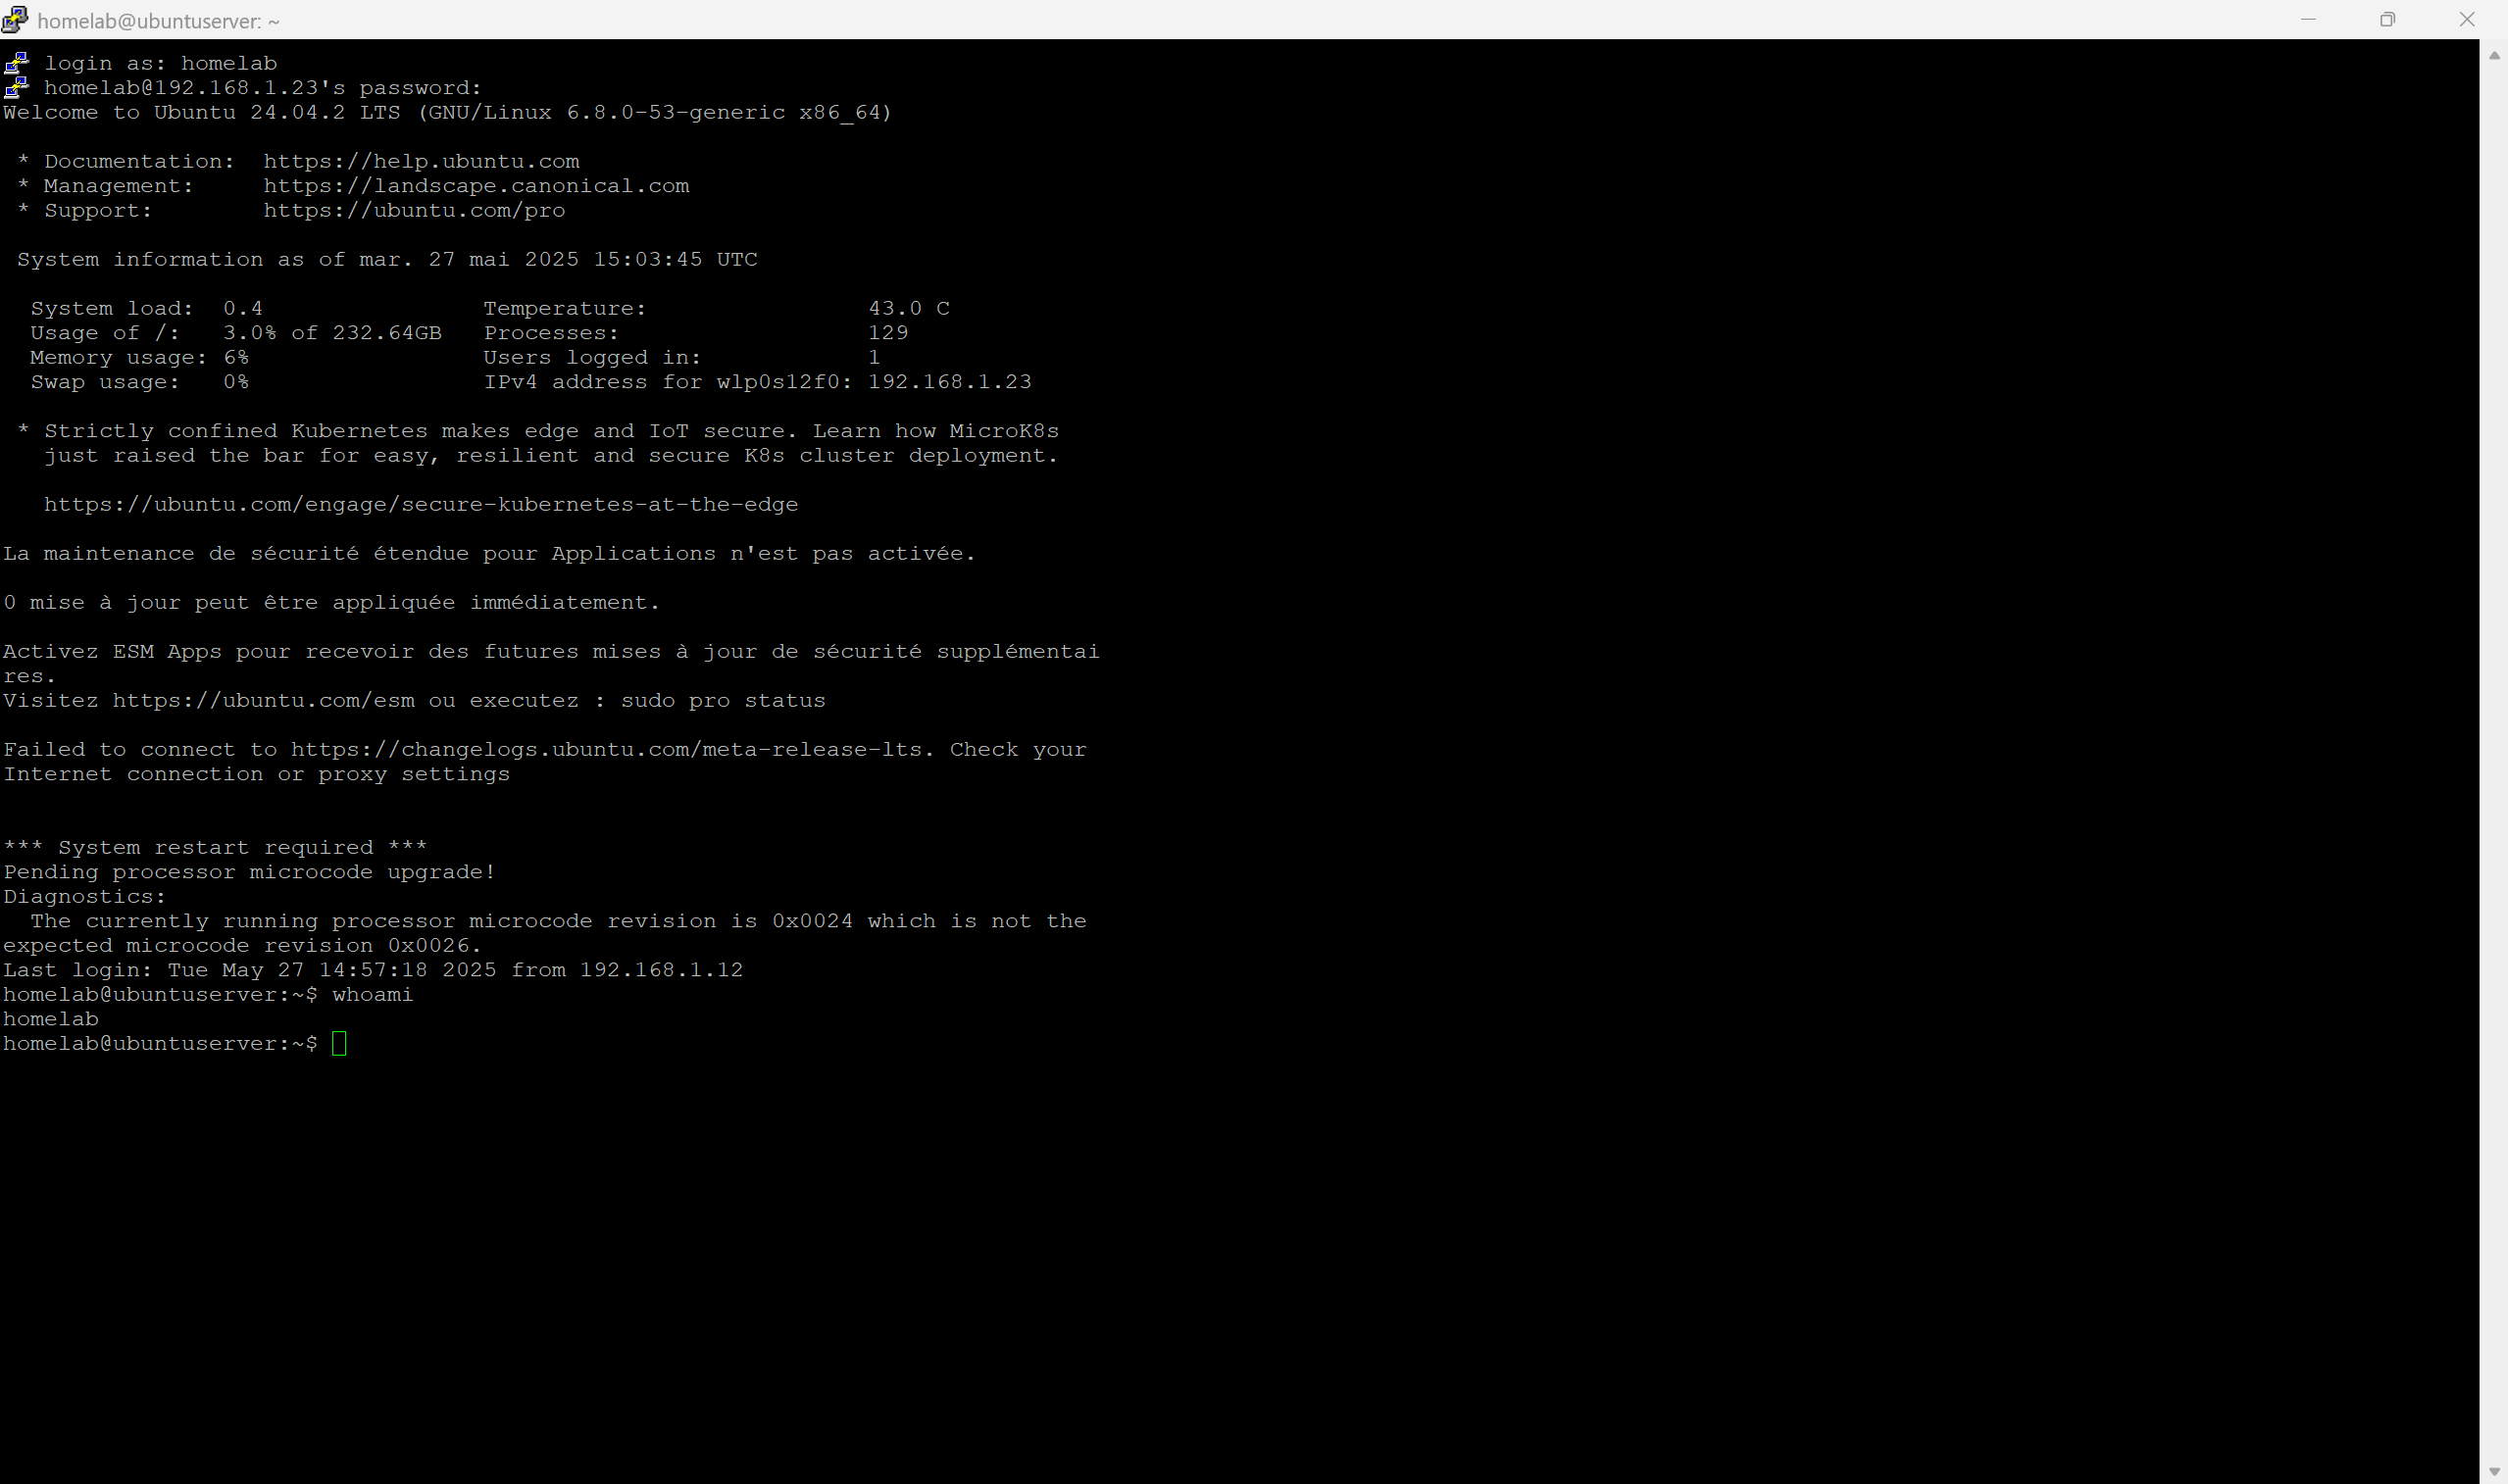 homelab@ubuntuserver: ~
login as: homelab
homelab@192.168.1.23's password:
Welcome to Ubuntu 24.04.2 LTS (GNU/Linux 6.8.0-53-generic x86_64)
* Documentation:  https://help.ubuntu.com
* Management:     https://landscape.canonical.com
* Support:        https://ubuntu.com/pro
System information as of mar. 27 mai 2025 15:03:45 UTC
System load:  0.4                Temperature:                43.0 C
Usage of /:   3.0% of 232.64GB   Processes:                  129
Memory usage: 6%                 Users logged in:            1
Swap usage:   0%                 IPv4 address for wlp0s12f0: 192.168.1.23
* Strictly confined Kubernetes makes edge and IoT secure. Learn how MicroK8s
just raised the bar for easy, resilient and secure K8s cluster deployment.
https://ubuntu.com/engage/secure-kubernetes-at-the-edge
La maintenance de sécurité étendue pour Applications n'est pas activée.
0 mise à jour peut être appliquée immédiatement.
Activez ESM Apps pour recevoir des futures mises à jour de sécurité supplémentai
res.
Visitez https://ubuntu.com/esm ou executez : sudo pro status
Failed to connect to https://changelogs.ubuntu.com/meta-release-lts. Check your
Internet connection or proxy settings
*** System restart required ***
Pending processor microcode upgrade!
Diagnostics:
The currently running processor microcode revision is 0x0024 which is not the
expected microcode revision 0x0026.
Last login: Tue May 27 14:57:18 2025 from 192.168.1.12
homelab@ubuntuserver:~$ whoami
homelab
homelab@ubuntuserver:~$